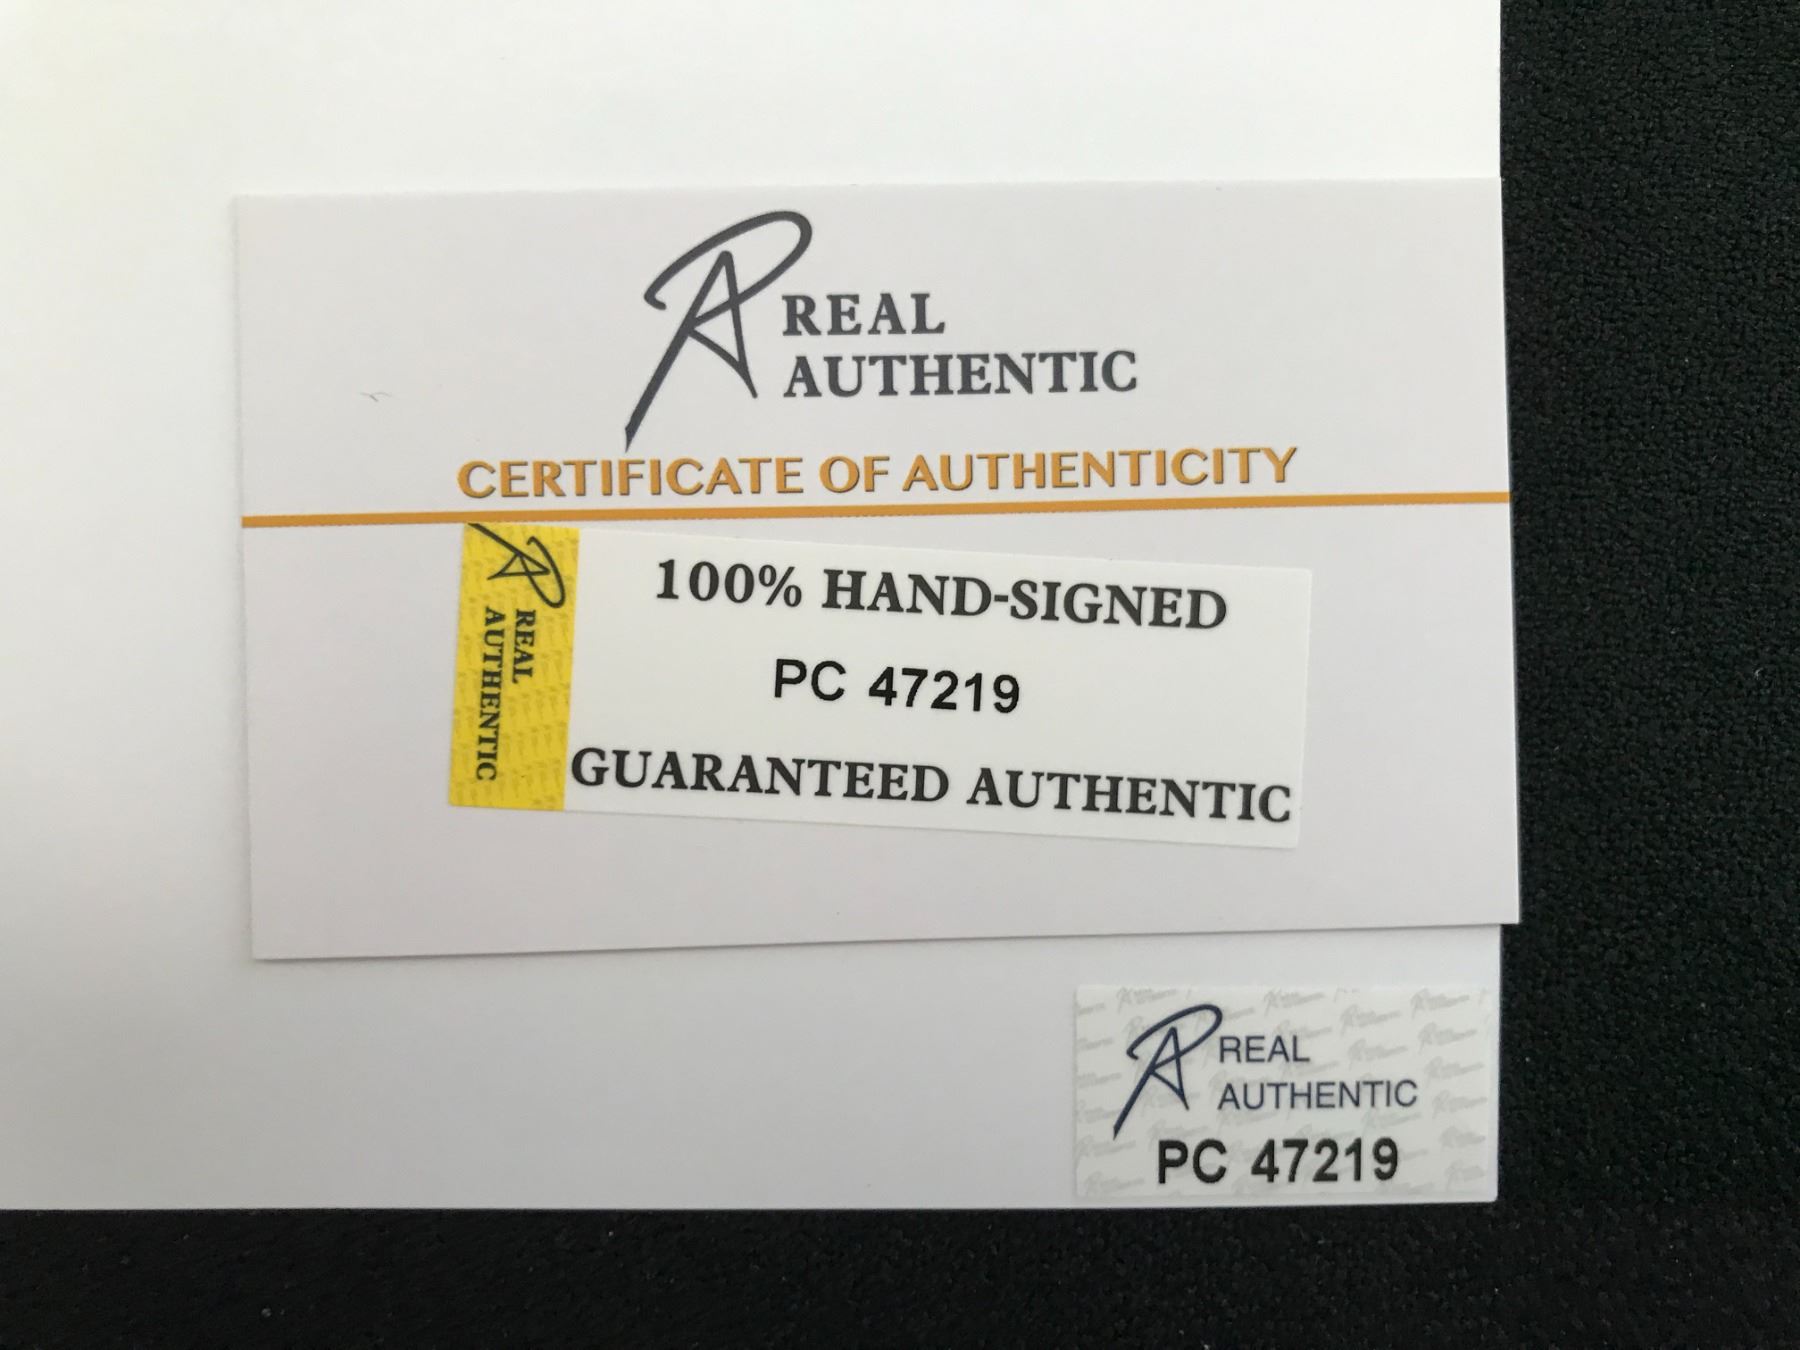 REAL
AUTHENTIC
CERTIFICATE OF AUTHENTICITY
REAL
AUTHENTIC
100% HAND-SIGNED
PC 47219
GUARANTEED AUTHENTIC
REAL
AUTHENTIC
PC 47219